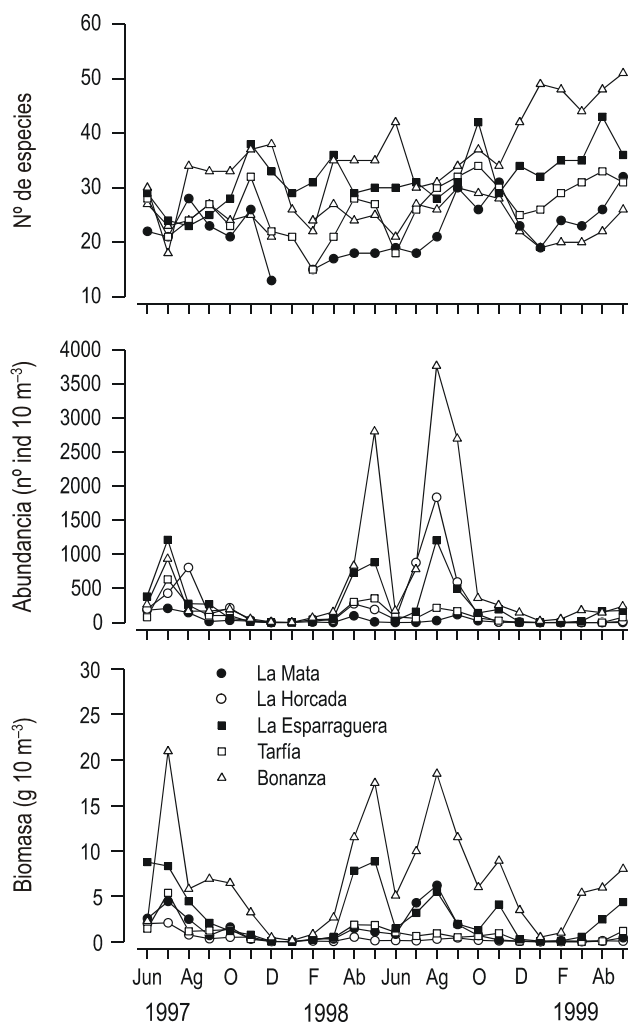 Nº de especies
60
50
40
30
20
10
Abundancia (nº ind 10 m⁻³)
4000
3500
3000
2500
2000
1500
1000
500
0
Biomasa (g 10 m⁻³)
30
25
20
15
10
5
0
La Mata
La Horcada
La Esparraguera
Tarfía
Bonanza
Jun Ag O D F Ab Jun Ag O D F Ab
1997 1998 1999